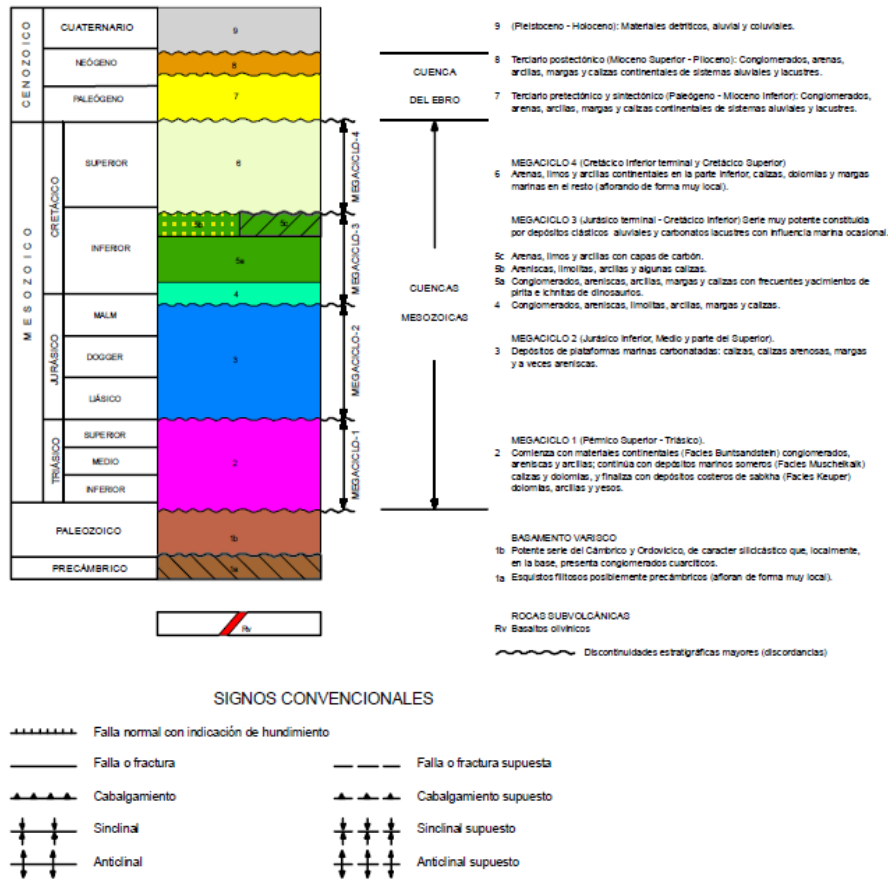 CENOZOICO
CUATERNARIO
NEÓGENO
PALEÓGENO
MESOZOICO
CRETÁCICO
SUPERIOR
INFERIOR
JURÁSICO
MALM
DOGGER
LIÁSICO
TRIÁSICO
SUPERIOR
MEDIO
INFERIOR
PALEOZOICO
PRECÁMBRICO
9
8
7
6
5b
5c
5a
4
3
2
1b
1a
Rv
MEGACICLO-4
MEGACICLO-3
MEGACICLO-2
MEGACICLO-1
CUENCA
DEL EBRO
CUENCAS
MESOZOICAS
9 (Pleistoceno - Holoceno): Materiales detríticos, aluvial y coluviales.
8 Terciario postectónico (Mioceno Superior - Plioceno): Conglomerados, arenas,
arcillas, margas y calizas continentales de sistemas aluviales y lacustres.
7 Terciario pretectónico y sintectónico (Paleógeno - Mioceno Inferior): Conglomerados,
arenas, arcillas, margas y calizas continentales de sistemas aluviales y lacustres.
MEGACICLO 4 (Cretácico Inferior terminal y Cretácico Superior)
6 Arenas, limos y arcillas continentales en la parte inferior, calizas, dolomías y margas
marinas en el resto (aflorando de forma muy local).
MEGACICLO 3 (Jurásico terminal - Cretácico Inferior) Serie muy potente constituida
por depósitos clásticos aluviales y carbonatos lacustres con influencia marina ocasional.
5c Arenas, limos y arcillas con capas de carbón.
5b Areniscas, limolitas, arcillas y algunas calizas.
5a Conglomerados, areniscas, arcillas, margas y calizas con frecuentes yacimientos de
pirita e ichnitas de dinosaurios.
4 Conglomerados, areniscas, limolitas, arcillas, margas y calizas.
MEGACICLO 2 (Jurásico Inferior, Medio y parte del Superior).
3 Depósitos de plataformas marinas carbonatadas: calizas, calizas arenosas, margas
y a veces areniscas.
MEGACICLO 1 (Pérmico Superior - Triásico).
2 Comienza con materiales continentales (Facies Buntsandstein) conglomerados,
areniscas y arcillas; continúa con depósitos marinos someros (Facies Muschelkalk)
calizas y dolomías, y finaliza con depósitos costeros de sabkha (Facies Keuper)
dolomías, arcillas y yesos.
BASAMENTO VARISCO
1b Potente serie del Cámbrico y Ordovícico, de caracter silicicástico que, localmente,
en la base, presenta conglomerados cuarcíticos.
1a Esquistos filitosos posiblemente precámbricos (afloran de forma muy local).
ROCAS SUBVOLCÁNICAS
Rv Basaltos olivínicos
Discontinuidades estratigráficas mayores (discordancias)
SIGNOS CONVENCIONALES
Falla normal con indicación de hundimiento
Falla o fractura
Falla o fractura supuesta
Cabalgamiento
Cabalgamiento supuesto
Sinclinal
Sinclinal supuesto
Anticlinal
Anticlinal supuesto